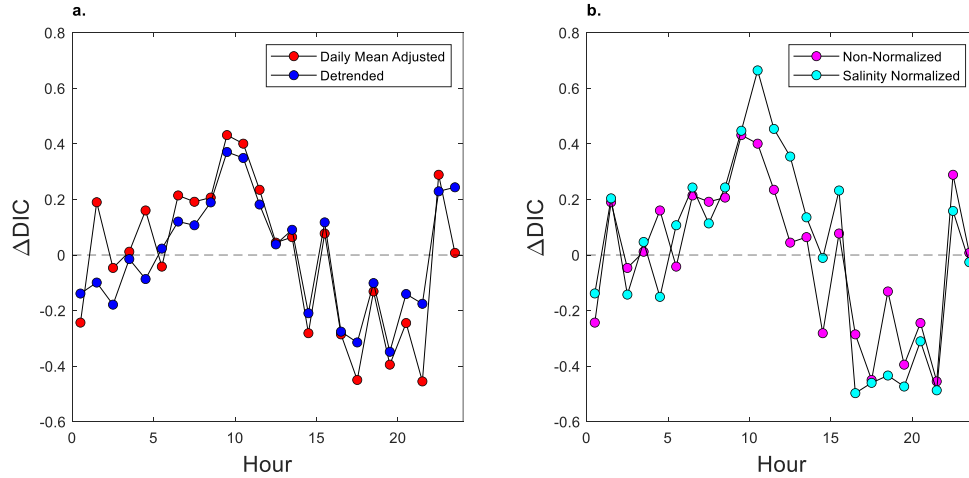 a.
0.8
0.6
0.4
0.2
0
-0.2
-0.4
-0.6
ΔDIC
Daily Mean Adjusted
Detrended
0 5 10 15 20
Hour
b.
0.8
0.6
0.4
0.2
0
-0.2
-0.4
-0.6
ΔDIC
Non-Normalized
Salinity Normalized
0 5 10 15 20
Hour